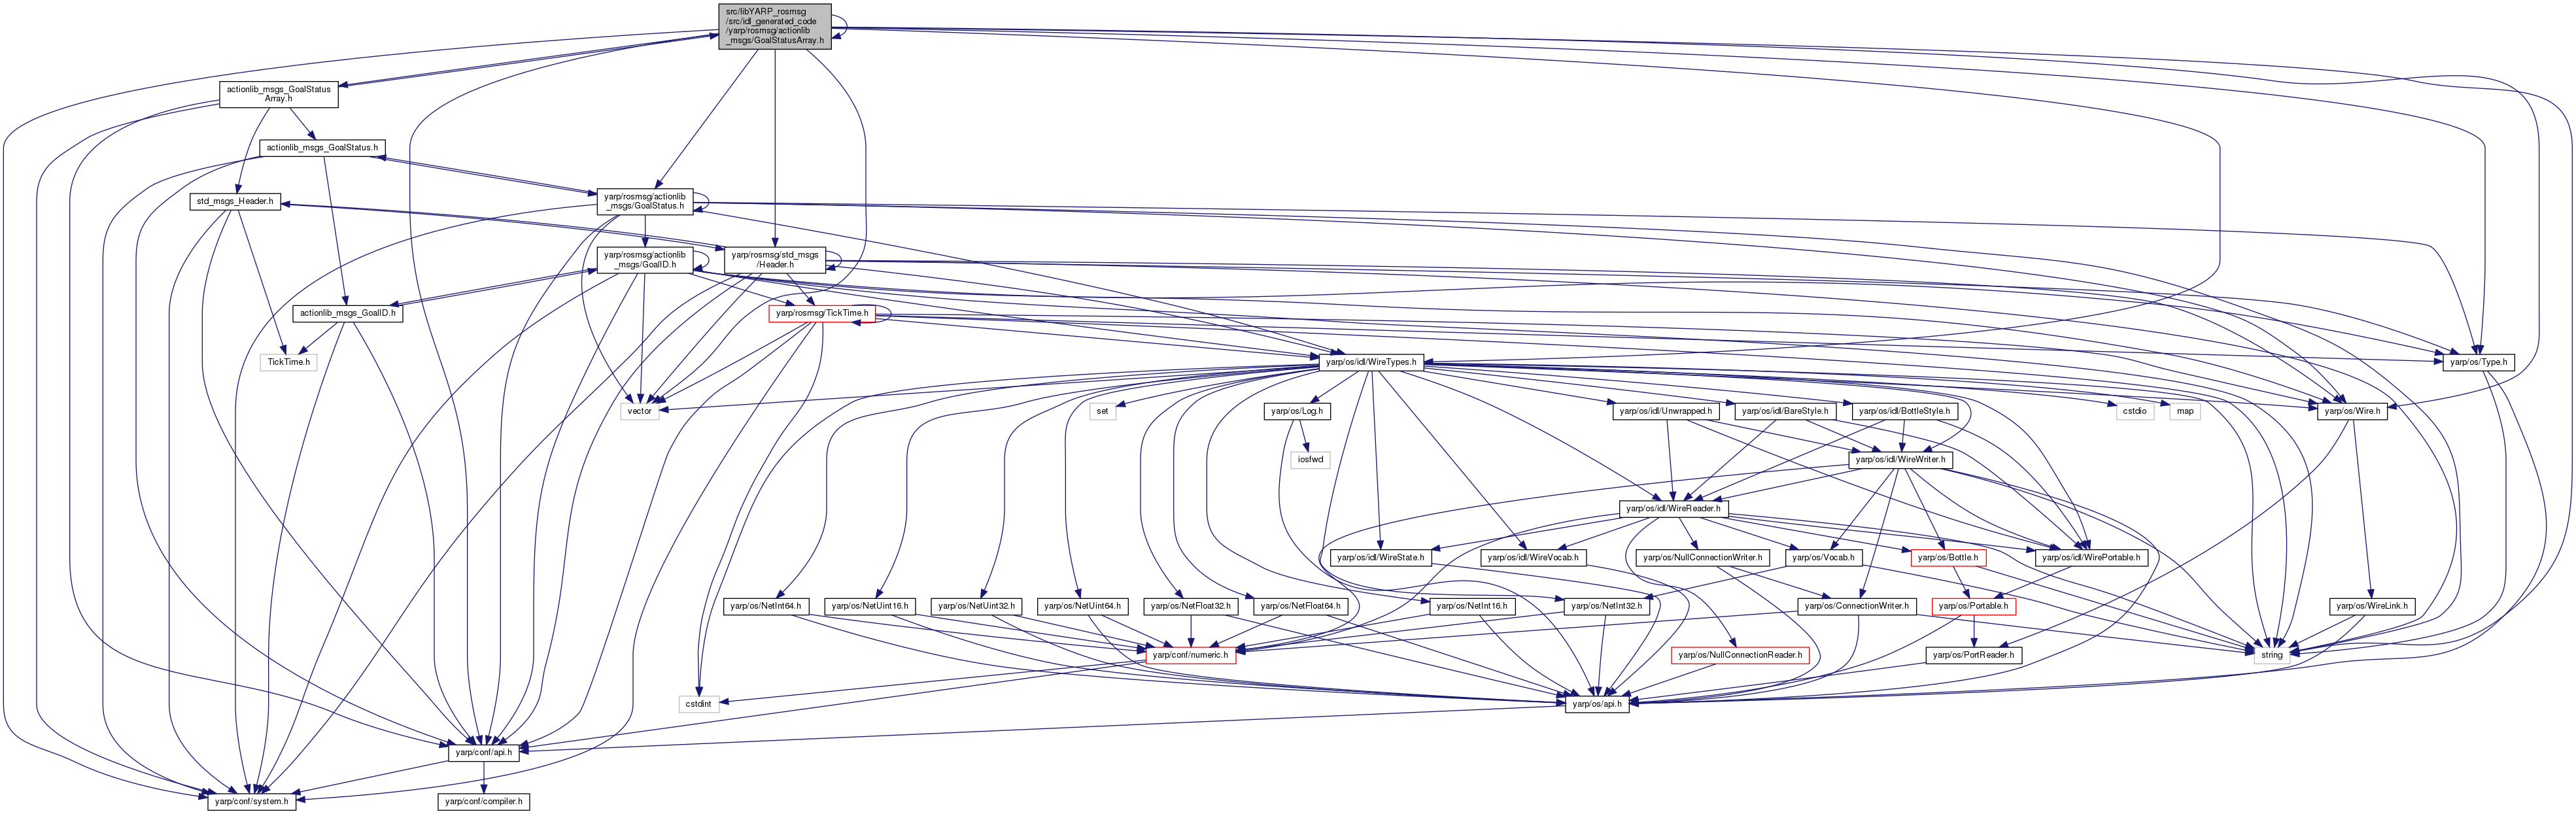 src/libYARP_rosmsg
/src/idl_generated_code
/yarp/rosmsg/actionlib
_msgs/GoalStatusArray.h
actionlib_msgs_GoalStatus
Array.h
actionlib_msgs_GoalStatus.h
std_msgs_Header.h
yarp/rosmsg/actionlib
_msgs/GoalStatus.h
yarp/rosmsg/actionlib
_msgs/GoalID.h
yarp/rosmsg/std_msgs
/Header.h
actionlib_msgs_GoalID.h
yarp/rosmsg/TickTime.h
TickTime.h
yarp/os/idl/WireTypes.h
yarp/os/Type.h
vector
set
yarp/os/Log.h
yarp/os/idl/Unwrapped.h
yarp/os/idl/BareStyle.h
yarp/os/idl/BottleStyle.h
cstdio
map
yarp/os/Wire.h
iosfwd
yarp/os/idl/WireWriter.h
yarp/os/idl/WireReader.h
yarp/os/idl/WireState.h
yarp/os/idl/WireVocab.h
yarp/os/NullConnectionWriter.h
yarp/os/Vocab.h
yarp/os/Bottle.h
yarp/os/idl/WirePortable.h
yarp/os/NetInt64.h
yarp/os/NetUint16.h
yarp/os/NetUint32.h
yarp/os/NetUint64.h
yarp/os/NetFloat32.h
yarp/os/NetFloat64.h
yarp/os/NetInt16.h
yarp/os/NetInt32.h
yarp/os/ConnectionWriter.h
yarp/os/Portable.h
yarp/os/WireLink.h
yarp/conf/numeric.h
yarp/os/NullConnectionReader.h
yarp/os/PortReader.h
string
cstdint
yarp/os/api.h
yarp/conf/api.h
yarp/conf/system.h
yarp/conf/compiler.h